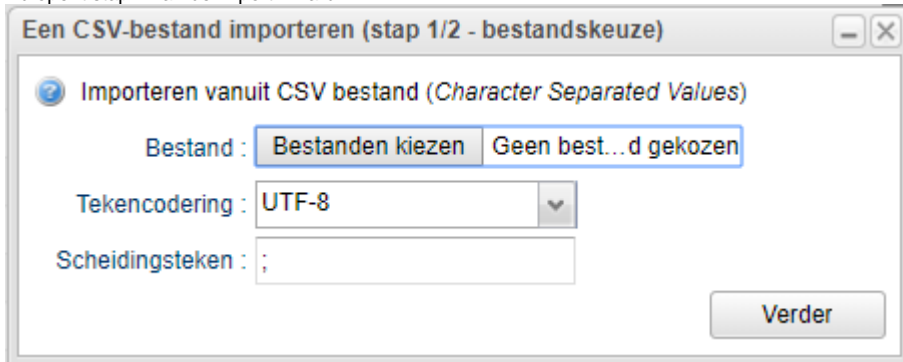 Een CSV-bestand importeren (stap 1/2 - bestandskeuze)
Importeren vanuit CSV bestand (Character Separated Values)
Bestand : Bestanden kiezen Geen best...d gekozen
Tekencodering : UTF-8
Scheidingsteken : ;
Verder